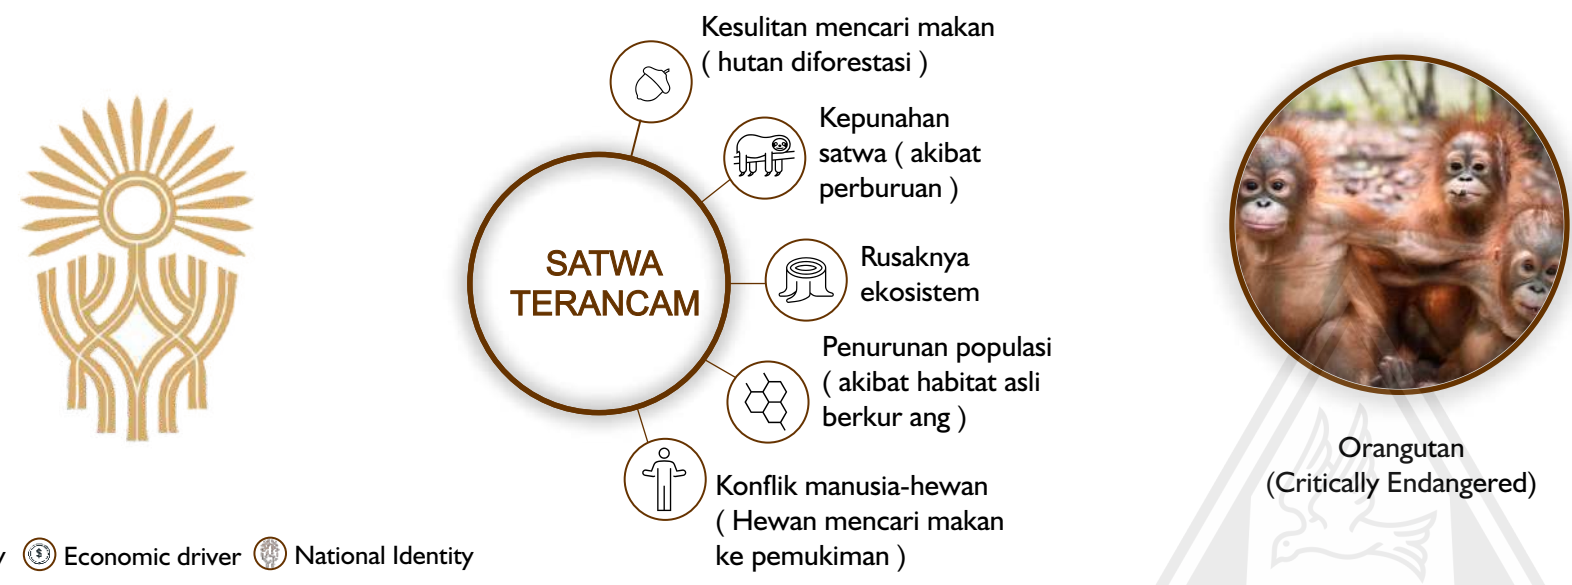 Kesulitan mencari makan
( hutan diforestasi )
Kepunahan
satwa ( akibat
perburuan )
SATWA
TERANCAM
Rusaknya
ekosistem
Penurunan populasi
( akibat habitat asli
berkur ang )
Konflik manusia-hewan
( Hewan mencari makan
ke pemukiman )
Orangutan
(Critically Endangered)
y $ Economic driver National Identity